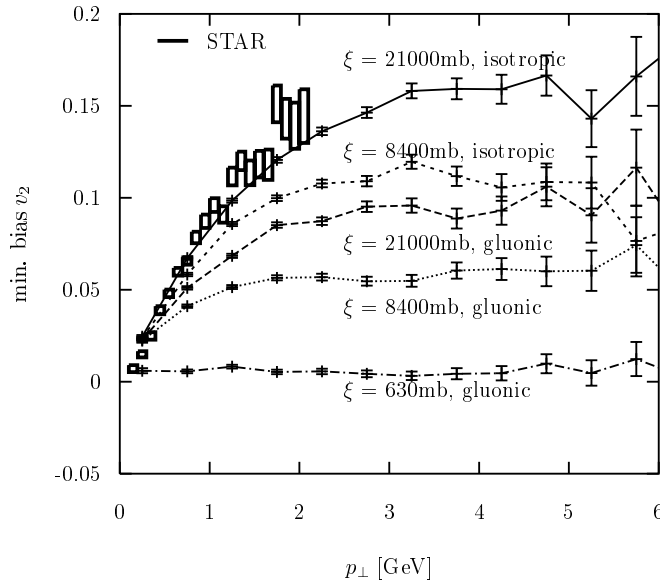 0.2
STAR
ξ = 21000mb, isotropic
0.15
ξ = 8400mb, isotropic
0.1
min. bias v₂
ξ = 21000mb, gluonic
0.05
ξ = 8400mb, gluonic
0
ξ = 630mb, gluonic
-0.05
0 1 2 3 4 5 6
p⊥ [GeV]